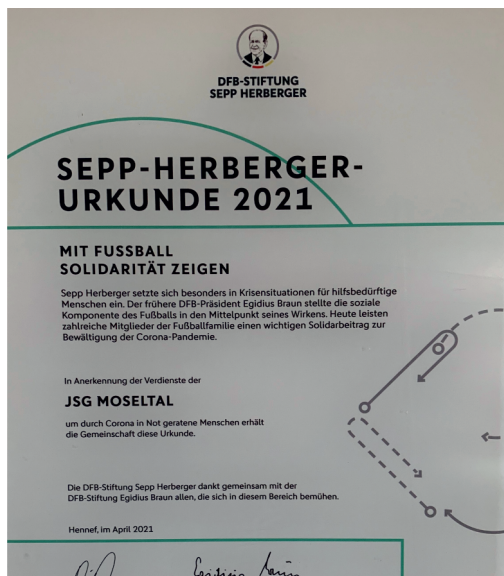 DFB-STIFTUNG
SEPP HERBERGER
SEPP-HERBERGER-
URKUNDE 2021
MIT FUSSBALL
SOLIDARITÄT ZEIGEN
Sepp Herberger setzte sich besonders in Krisensituationen für hilfsbedürftige
Menschen ein. Der frühere DFB-Präsident Egidius Braun stellte die soziale
Komponente des Fußballs in den Mittelpunkt seines Wirkens. Heute leisten
zahlreiche Mitglieder der Fußballfamilie einen wichtigen Solidarbeitrag zur
Bewältigung der Corona-Pandemie.
In Anerkennung der Verdienste der
JSG MOSELTAL
um durch Corona in Not geratene Menschen erhält
die Gemeinschaft diese Urkunde.
Die DFB-Stiftung Sepp Herberger dankt gemeinsam mit der
DFB-Stiftung Egidius Braun allen, die sich in diesem Bereich bemühen.
Hennef, im April 2021